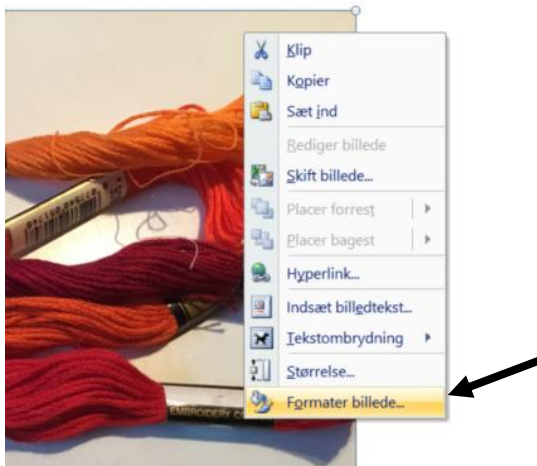 Klip
Kopier
Sæt ind
Rediger billede
Skift billede...
Placer forrest
Placer bagest
Hyperlink...
Indsæt billedtekst...
Tekstombrydning
Størrelse...
Formater billede...
EMBROIDERY